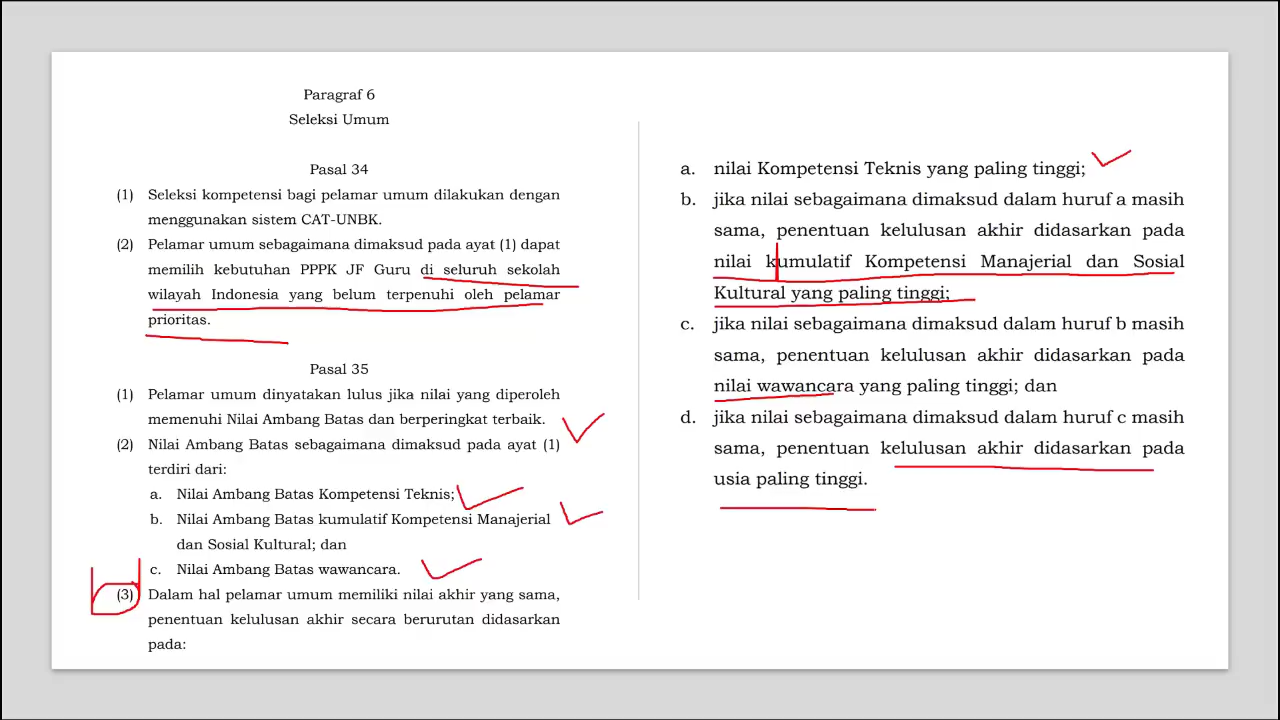 Paragraf 6
Seleksi Umum
Pasal 34
(1) Seleksi kompetensi bagi pelamar umum dilakukan dengan
menggunakan sistem CAT-UNBK.
(2) Pelamar umum sebagaimana dimaksud pada ayat (1) dapat
memilih kebutuhan PPPK JF Guru di seluruh sekolah
wilayah Indonesia yang belum terpenuhi oleh pelamar
prioritas.
Pasal 35
(1) Pelamar umum dinyatakan lulus jika nilai yang diperoleh
memenuhi Nilai Ambang Batas dan berperingkat terbaik.
(2) Nilai Ambang Batas sebagaimana dimaksud pada ayat (1)
terdiri dari:
a. Nilai Ambang Batas Kompetensi Teknis;
b. Nilai Ambang Batas kumulatif Kompetensi Manajerial
dan Sosial Kultural; dan
c. Nilai Ambang Batas wawancara.
(3) Dalam hal pelamar umum memiliki nilai akhir yang sama,
penentuan kelulusan akhir secara berurutan didasarkan
pada:
a. nilai Kompetensi Teknis yang paling tinggi;
b. jika nilai sebagaimana dimaksud dalam huruf a masih
sama, penentuan kelulusan akhir didasarkan pada
nilai kumulatif Kompetensi Manajerial dan Sosial
Kultural yang paling tinggi;
c. jika nilai sebagaimana dimaksud dalam huruf b masih
sama, penentuan kelulusan akhir didasarkan pada
nilai wawancara yang paling tinggi; dan
d. jika nilai sebagaimana dimaksud dalam huruf c masih
sama, penentuan kelulusan akhir didasarkan pada
usia paling tinggi.